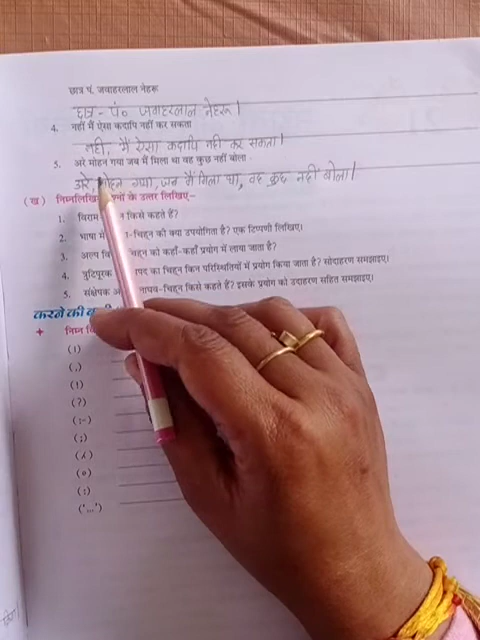 छात्र पं. जवाहरलाल नेहरू
छात्र - पं० जवाहरलाल नेहरू।
4. नहीं मैं ऐसा कदापि नहीं कर सकता
नहीं, मैं ऐसा कदापि नहीं कर सकता।
5. अरे मोहन गया जब मैं मिला था वह कुछ नहीं बोला -
अरे, मोहन गया, जब मैं मिला था, वह कुछ नहीं बोला।
(ख) निम्नलिखित के उत्तर लिखिए-
1. विराम किसे कहते हैं?
2. भाषा में -चिह्न की क्या उपयोगिता है? एक टिप्पणी लिखिए।
3. अल्प चिह्न को कहाँ-कहाँ प्रयोग में लाया जाता है?
4. त्रुटिपूरक का चिह्न किन परिस्थितियों में प्रयोग किया जाता है? सोदाहरण समझाइए।
5. संक्षेपक लाघव-चिह्न किसे कहते हैं? इसके प्रयोग को उदाहरण सहित समझाइए।
करने की
+ निम्न
(।)
(,)
(!)
(?)
(:-)
(;)
(०)
(:)
('...')